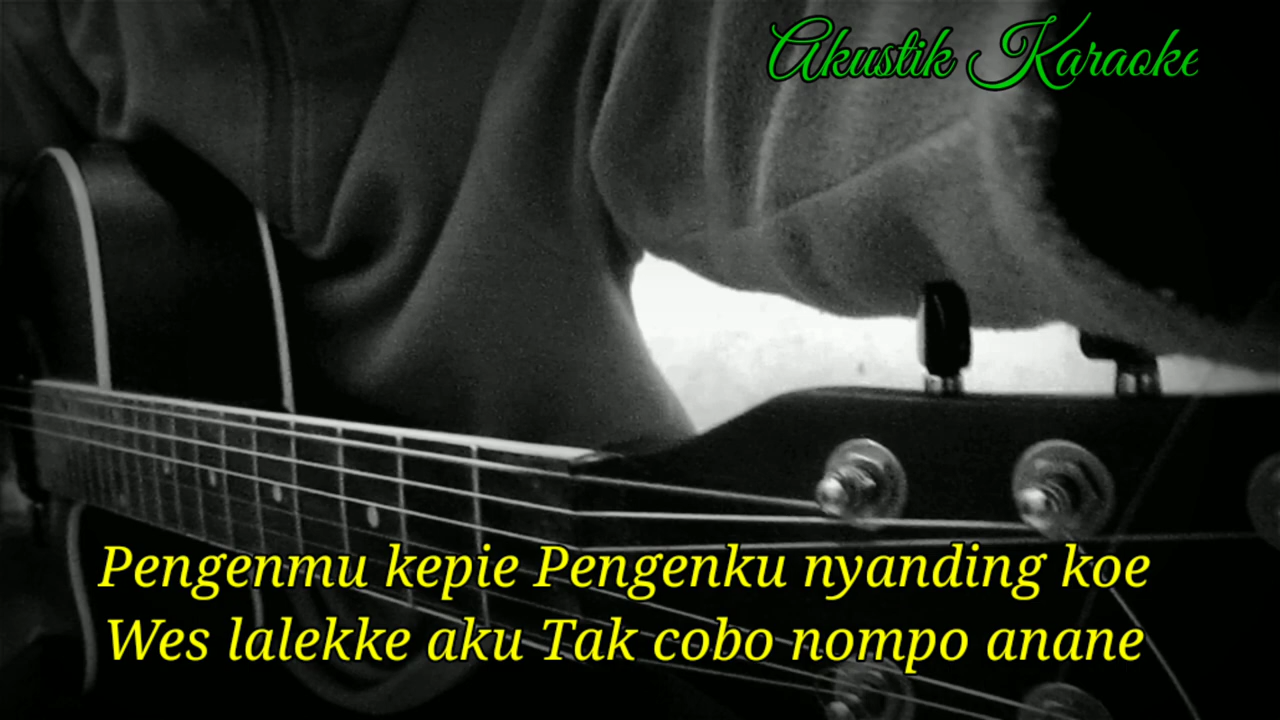 Akustik Karaoke
Pengenmu kepie Pengenku nyanding koe
Wes lalekke aku Tak cobo nompo anane